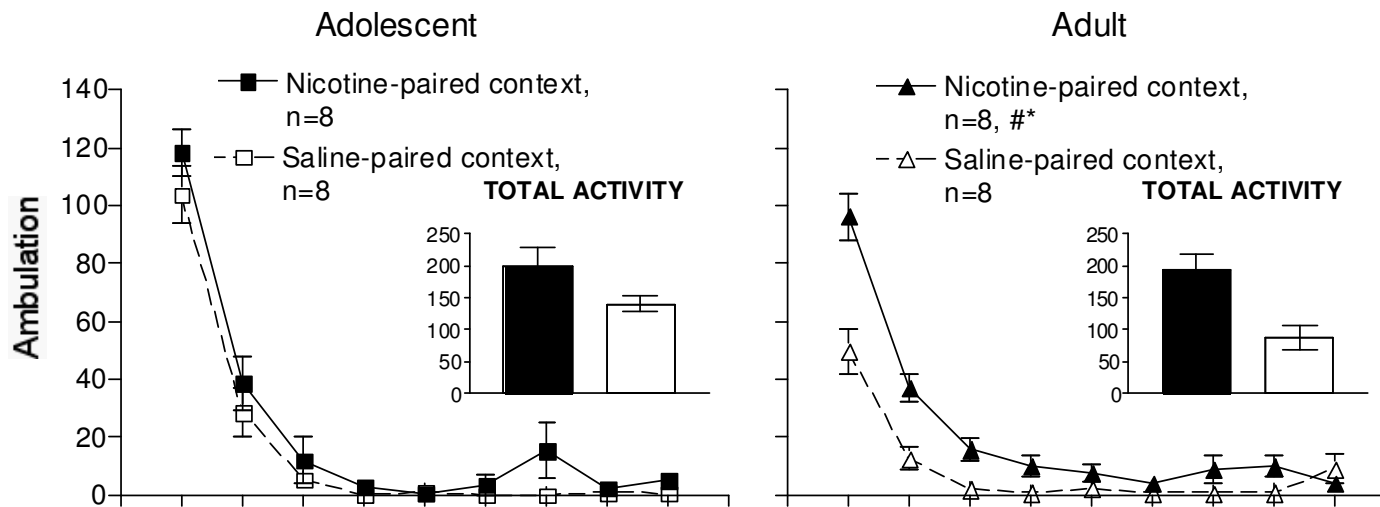 Adolescent
Nicotine-paired context,
n=8
Saline-paired context,
n=8
TOTAL ACTIVITY
250
200
150
100
50
0
140
120
100
80
60
40
20
0
Ambulation
Adult
Nicotine-paired context,
n=8, #*
Saline-paired context,
n=8
TOTAL ACTIVITY
250
200
150
100
50
0